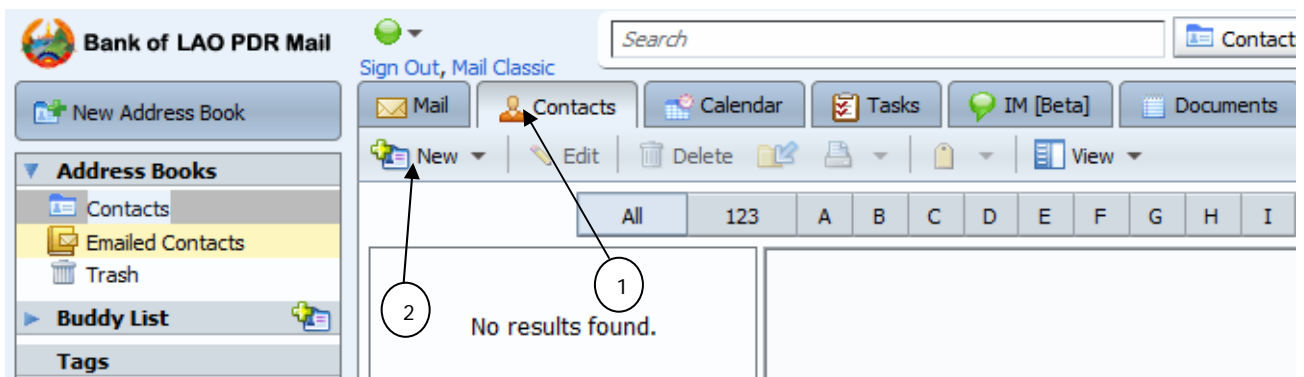 Bank of LAO PDR Mail
Search
Contact
Sign Out, Mail Classic
New Address Book
Mail
Contacts
Calendar
Tasks
IM [Beta]
Documents
New
Edit
Delete
View
Address Books
Contacts
Emailed Contacts
Trash
Buddy List
Tags
All 123 A B C D E F G H I
1
2
No results found.